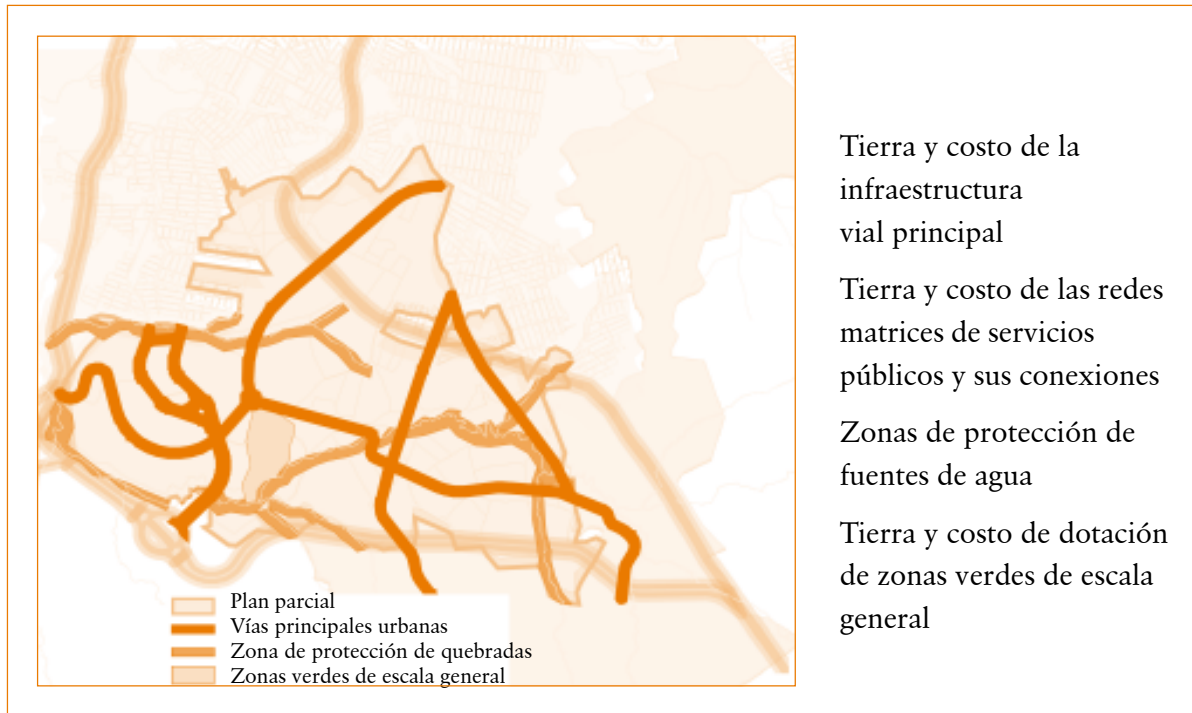 Tierra y costo de la
infraestructura
vial principal
Tierra y costo de las redes
matrices de servicios
públicos y sus conexiones
Zonas de protección de
fuentes de agua
Tierra y costo de dotación
de zonas verdes de escala
general
Plan parcial
Vías principales urbanas
Zona de protección de quebradas
Zonas verdes de escala general